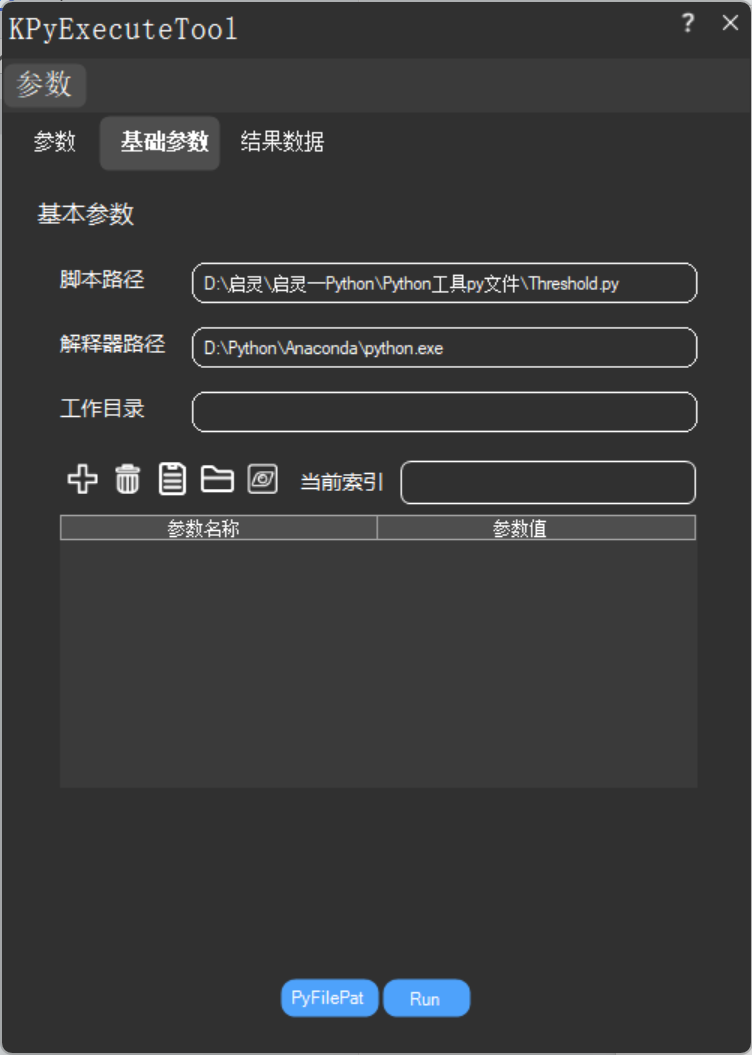 KPyExecuteTool ? ×
参数
参数 基础参数 结果数据
基本参数
脚本路径 D:\启灵\启灵一Python\Python工具py文件\Threshold.py
解释器路径 D:\Python\Anaconda\python.exe
工作目录
当前索引
参数名称 参数值
PyFilePat Run